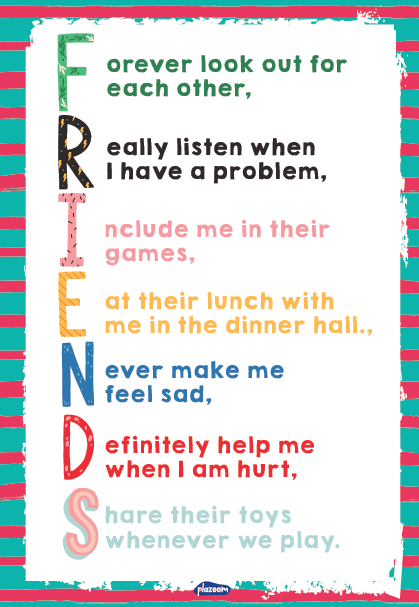 Forever look out for
each other,
Really listen when
I have a problem,
Include me in their
games,
Eat their lunch with
me in the dinner hall.,
Never make me
feel sad,
Definitely help me
when I am hurt,
Share their toys
whenever we play.
plazoom